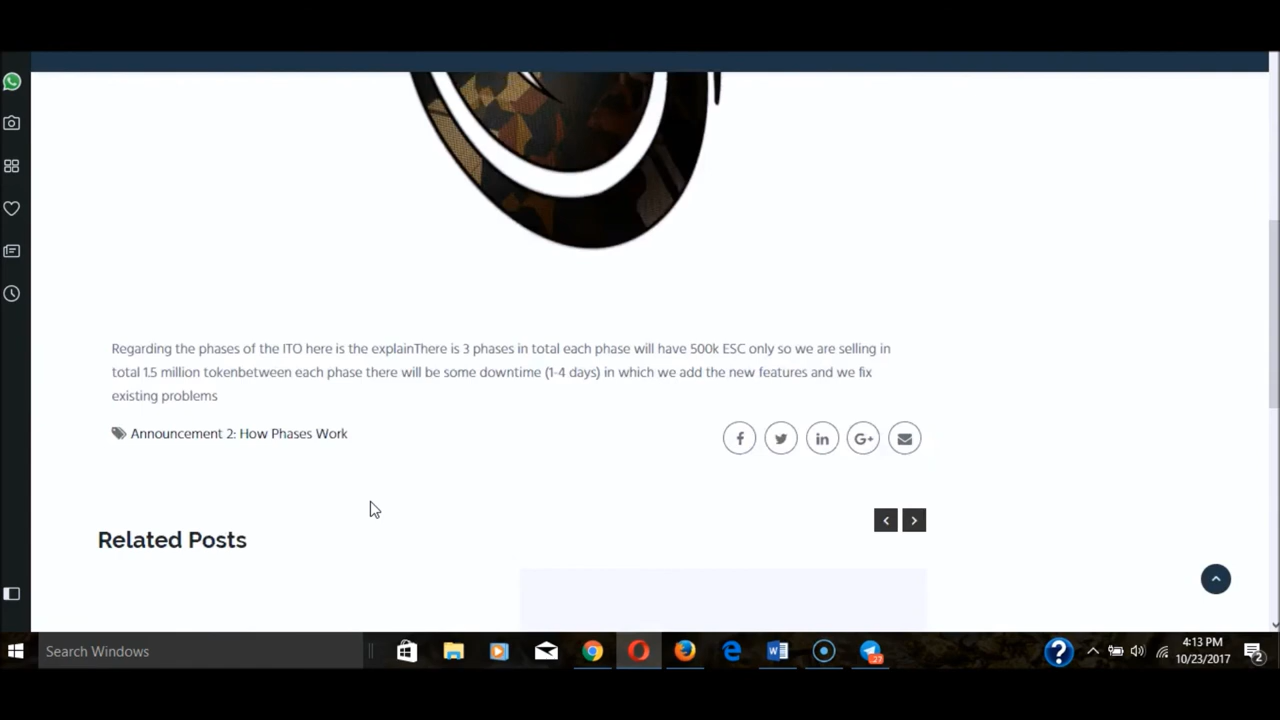 Regarding the phases of the ITO here is the explainThere is 3 phases in total each phase will have 500k ESC only so we are selling in
total 1.5 million tokenbetween each phase there will be some downtime (1-4 days) in which we add the new features and we fix
existing problems
Announcement 2: How Phases Work
f
in
G+
Related Posts
Search Windows
W
27
?
4:13 PM
10/23/2017
2